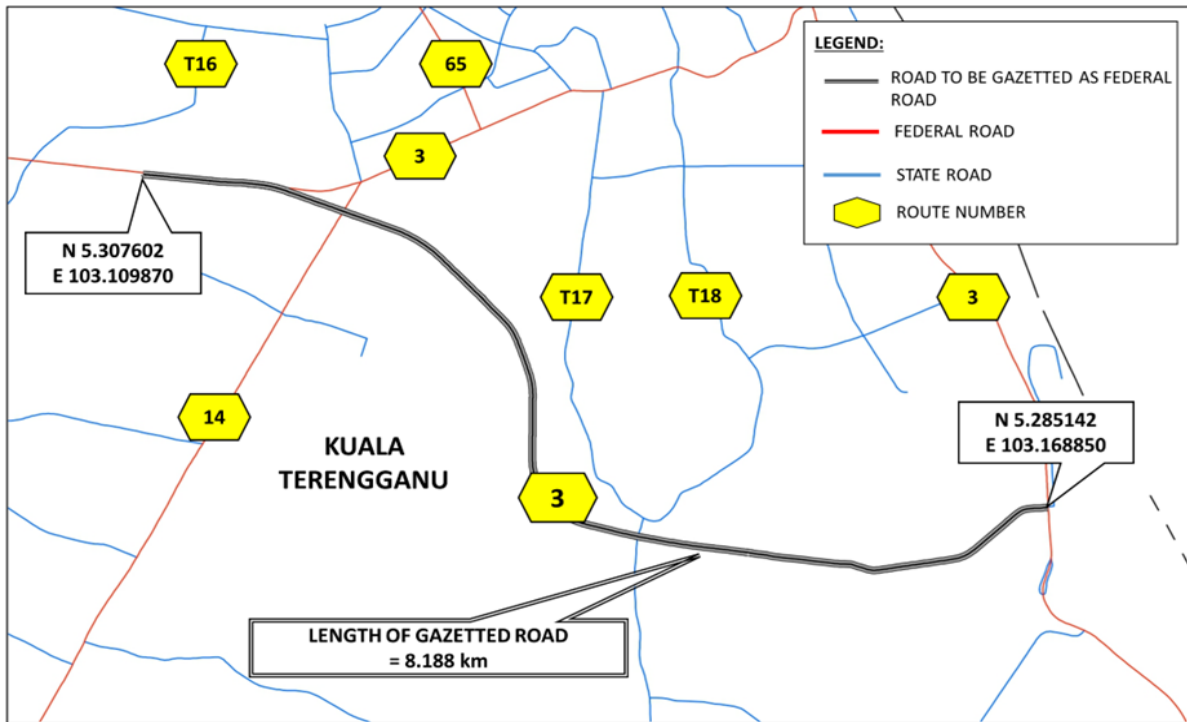 T16
65
3
LEGEND:
ROAD TO BE GAZETTED AS FEDERAL
ROAD
FEDERAL ROAD
STATE ROAD
ROUTE NUMBER
N 5.307602
E 103.109870
T17
T18
3
14
KUALA
TERENGGANU
N 5.285142
E 103.168850
3
LENGTH OF GAZETTED ROAD
= 8.188 km